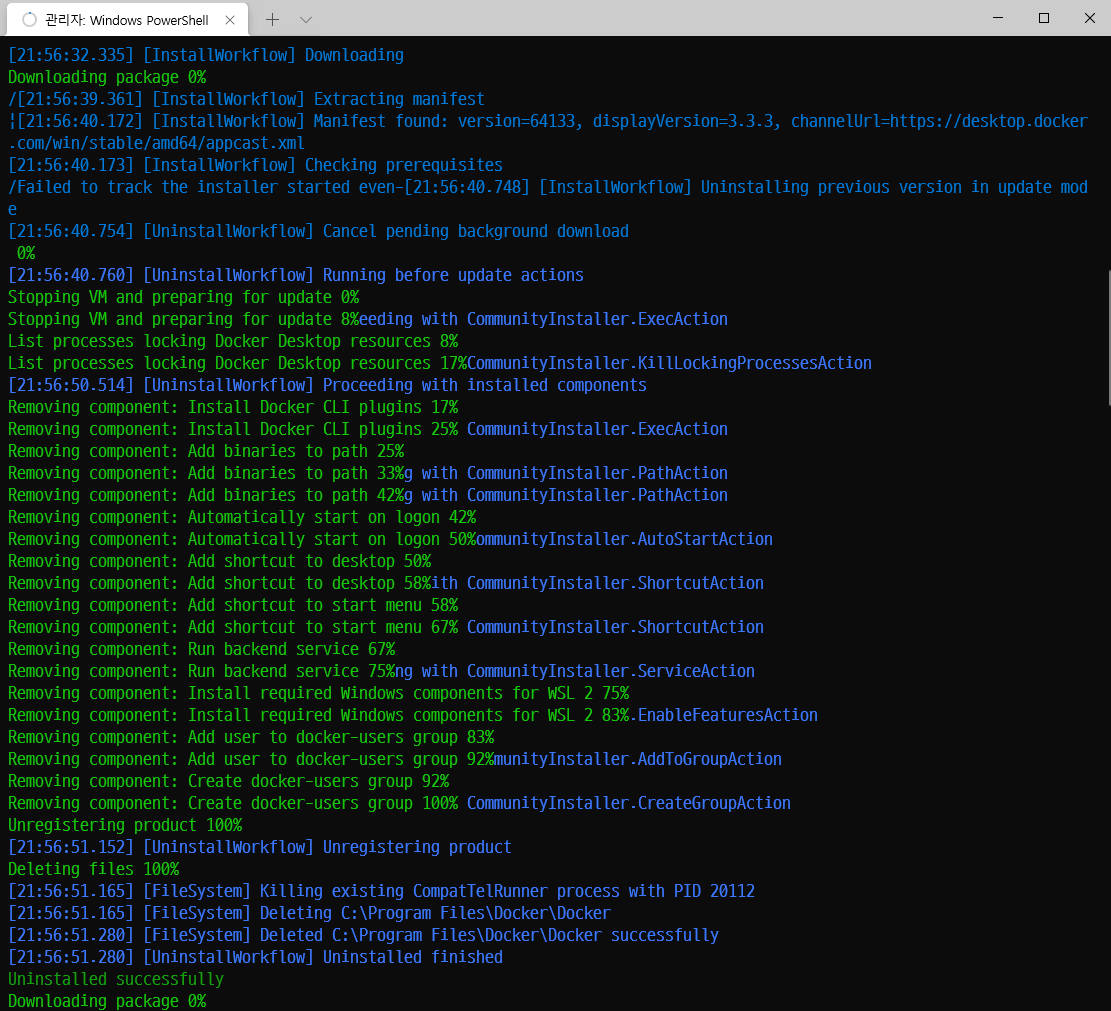 관리자: Windows PowerShell
[21:56:32.335] [InstallWorkflow] Downloading
Downloading package 0%
/[21:56:39.361] [InstallWorkflow] Extracting manifest
¦[21:56:40.172] [InstallWorkflow] Manifest found: version=64133, displayVersion=3.3.3, channelUrl=https://desktop.docker
.com/win/stable/amd64/appcast.xml
[21:56:40.173] [InstallWorkflow] Checking prerequisites
/Failed to track the installer started even-[21:56:40.748] [InstallWorkflow] Uninstalling previous version in update mod
e
[21:56:40.754] [UninstallWorkflow] Cancel pending background download
0%
[21:56:40.760] [UninstallWorkflow] Running before update actions
Stopping VM and preparing for update 0%
Stopping VM and preparing for update 8%eeding with CommunityInstaller.ExecAction
List processes locking Docker Desktop resources 8%
List processes locking Docker Desktop resources 17%CommunityInstaller.KillLockingProcessesAction
[21:56:50.514] [UninstallWorkflow] Proceeding with installed components
Removing component: Install Docker CLI plugins 17%
Removing component: Install Docker CLI plugins 25% CommunityInstaller.ExecAction
Removing component: Add binaries to path 25%
Removing component: Add binaries to path 33%g with CommunityInstaller.PathAction
Removing component: Add binaries to path 42%g with CommunityInstaller.PathAction
Removing component: Automatically start on logon 42%
Removing component: Automatically start on logon 50%ommunityInstaller.AutoStartAction
Removing component: Add shortcut to desktop 50%
Removing component: Add shortcut to desktop 58%ith CommunityInstaller.ShortcutAction
Removing component: Add shortcut to start menu 58%
Removing component: Add shortcut to start menu 67% CommunityInstaller.ShortcutAction
Removing component: Run backend service 67%
Removing component: Run backend service 75%ng with CommunityInstaller.ServiceAction
Removing component: Install required Windows components for WSL 2 75%
Removing component: Install required Windows components for WSL 2 83%.EnableFeaturesAction
Removing component: Add user to docker-users group 83%
Removing component: Add user to docker-users group 92%munityInstaller.AddToGroupAction
Removing component: Create docker-users group 92%
Removing component: Create docker-users group 100% CommunityInstaller.CreateGroupAction
Unregistering product 100%
[21:56:51.152] [UninstallWorkflow] Unregistering product
Deleting files 100%
[21:56:51.165] [FileSystem] Killing existing CompatTelRunner process with PID 20112
[21:56:51.165] [FileSystem] Deleting C:\Program Files\Docker\Docker
[21:56:51.280] [FileSystem] Deleted C:\Program Files\Docker\Docker successfully
[21:56:51.280] [UninstallWorkflow] Uninstalled finished
Uninstalled successfully
Downloading package 0%